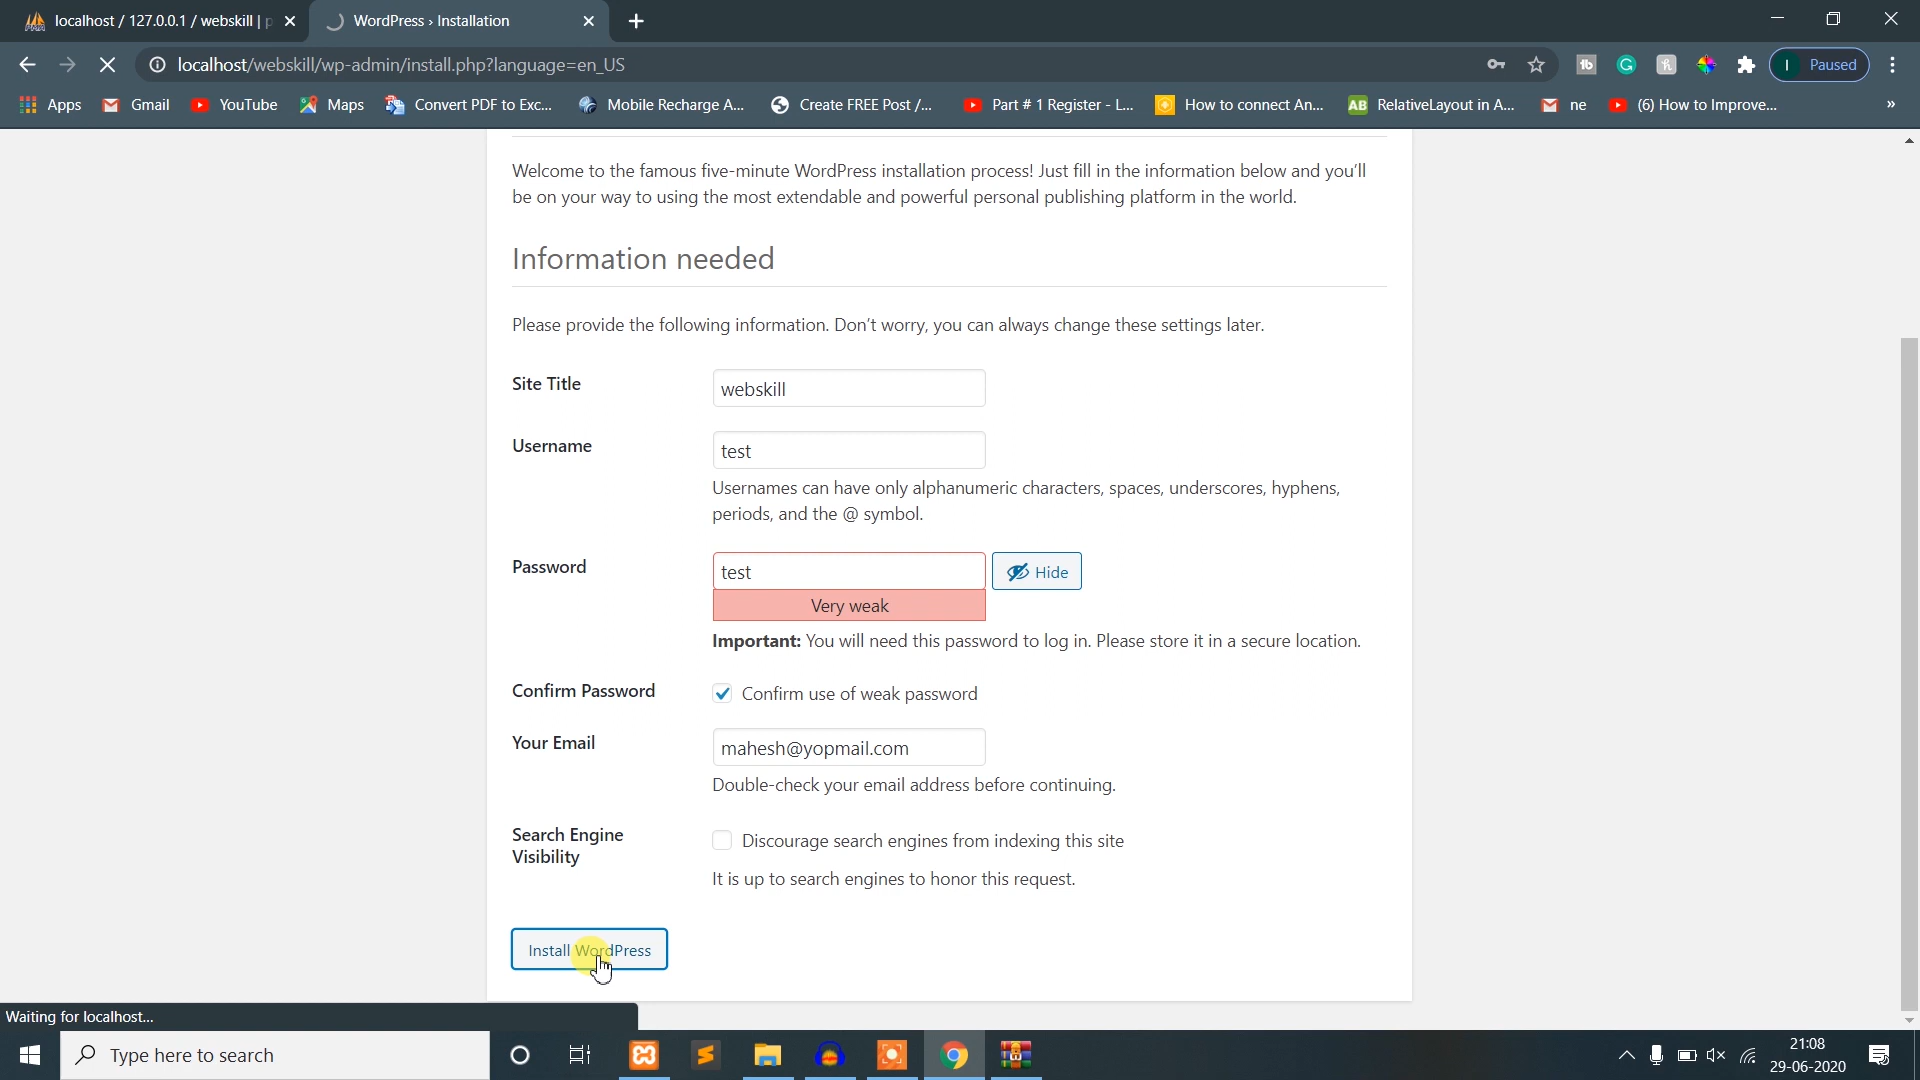 localhost / 127.0.0.1 / webskill |
WordPress › Installation
localhost/webskill/wp-admin/install.php?language=en_US
Paused
Apps
Gmail
YouTube
Maps
Convert PDF to Exc...
Mobile Recharge A...
Create FREE Post /...
Part # 1 Register - L...
How to connect An...
RelativeLayout in A...
ne
(6) How to Improve...
»
Welcome to the famous five-minute WordPress installation process! Just fill in the information below and you’ll
be on your way to using the most extendable and powerful personal publishing platform in the world.
Information needed
Please provide the following information. Don’t worry, you can always change these settings later.
Site Title
webskill
Username
test
Usernames can have only alphanumeric characters, spaces, underscores, hyphens,
periods, and the @ symbol.
Password
test
Hide
Very weak
Important: You will need this password to log in. Please store it in a secure location.
Confirm Password
Confirm use of weak password
Your Email
mahesh@yopmail.com
Double-check your email address before continuing.
Search Engine
Visibility
Discourage search engines from indexing this site
It is up to search engines to honor this request.
Install WordPress
Waiting for localhost...
Type here to search
21:08
29-06-2020